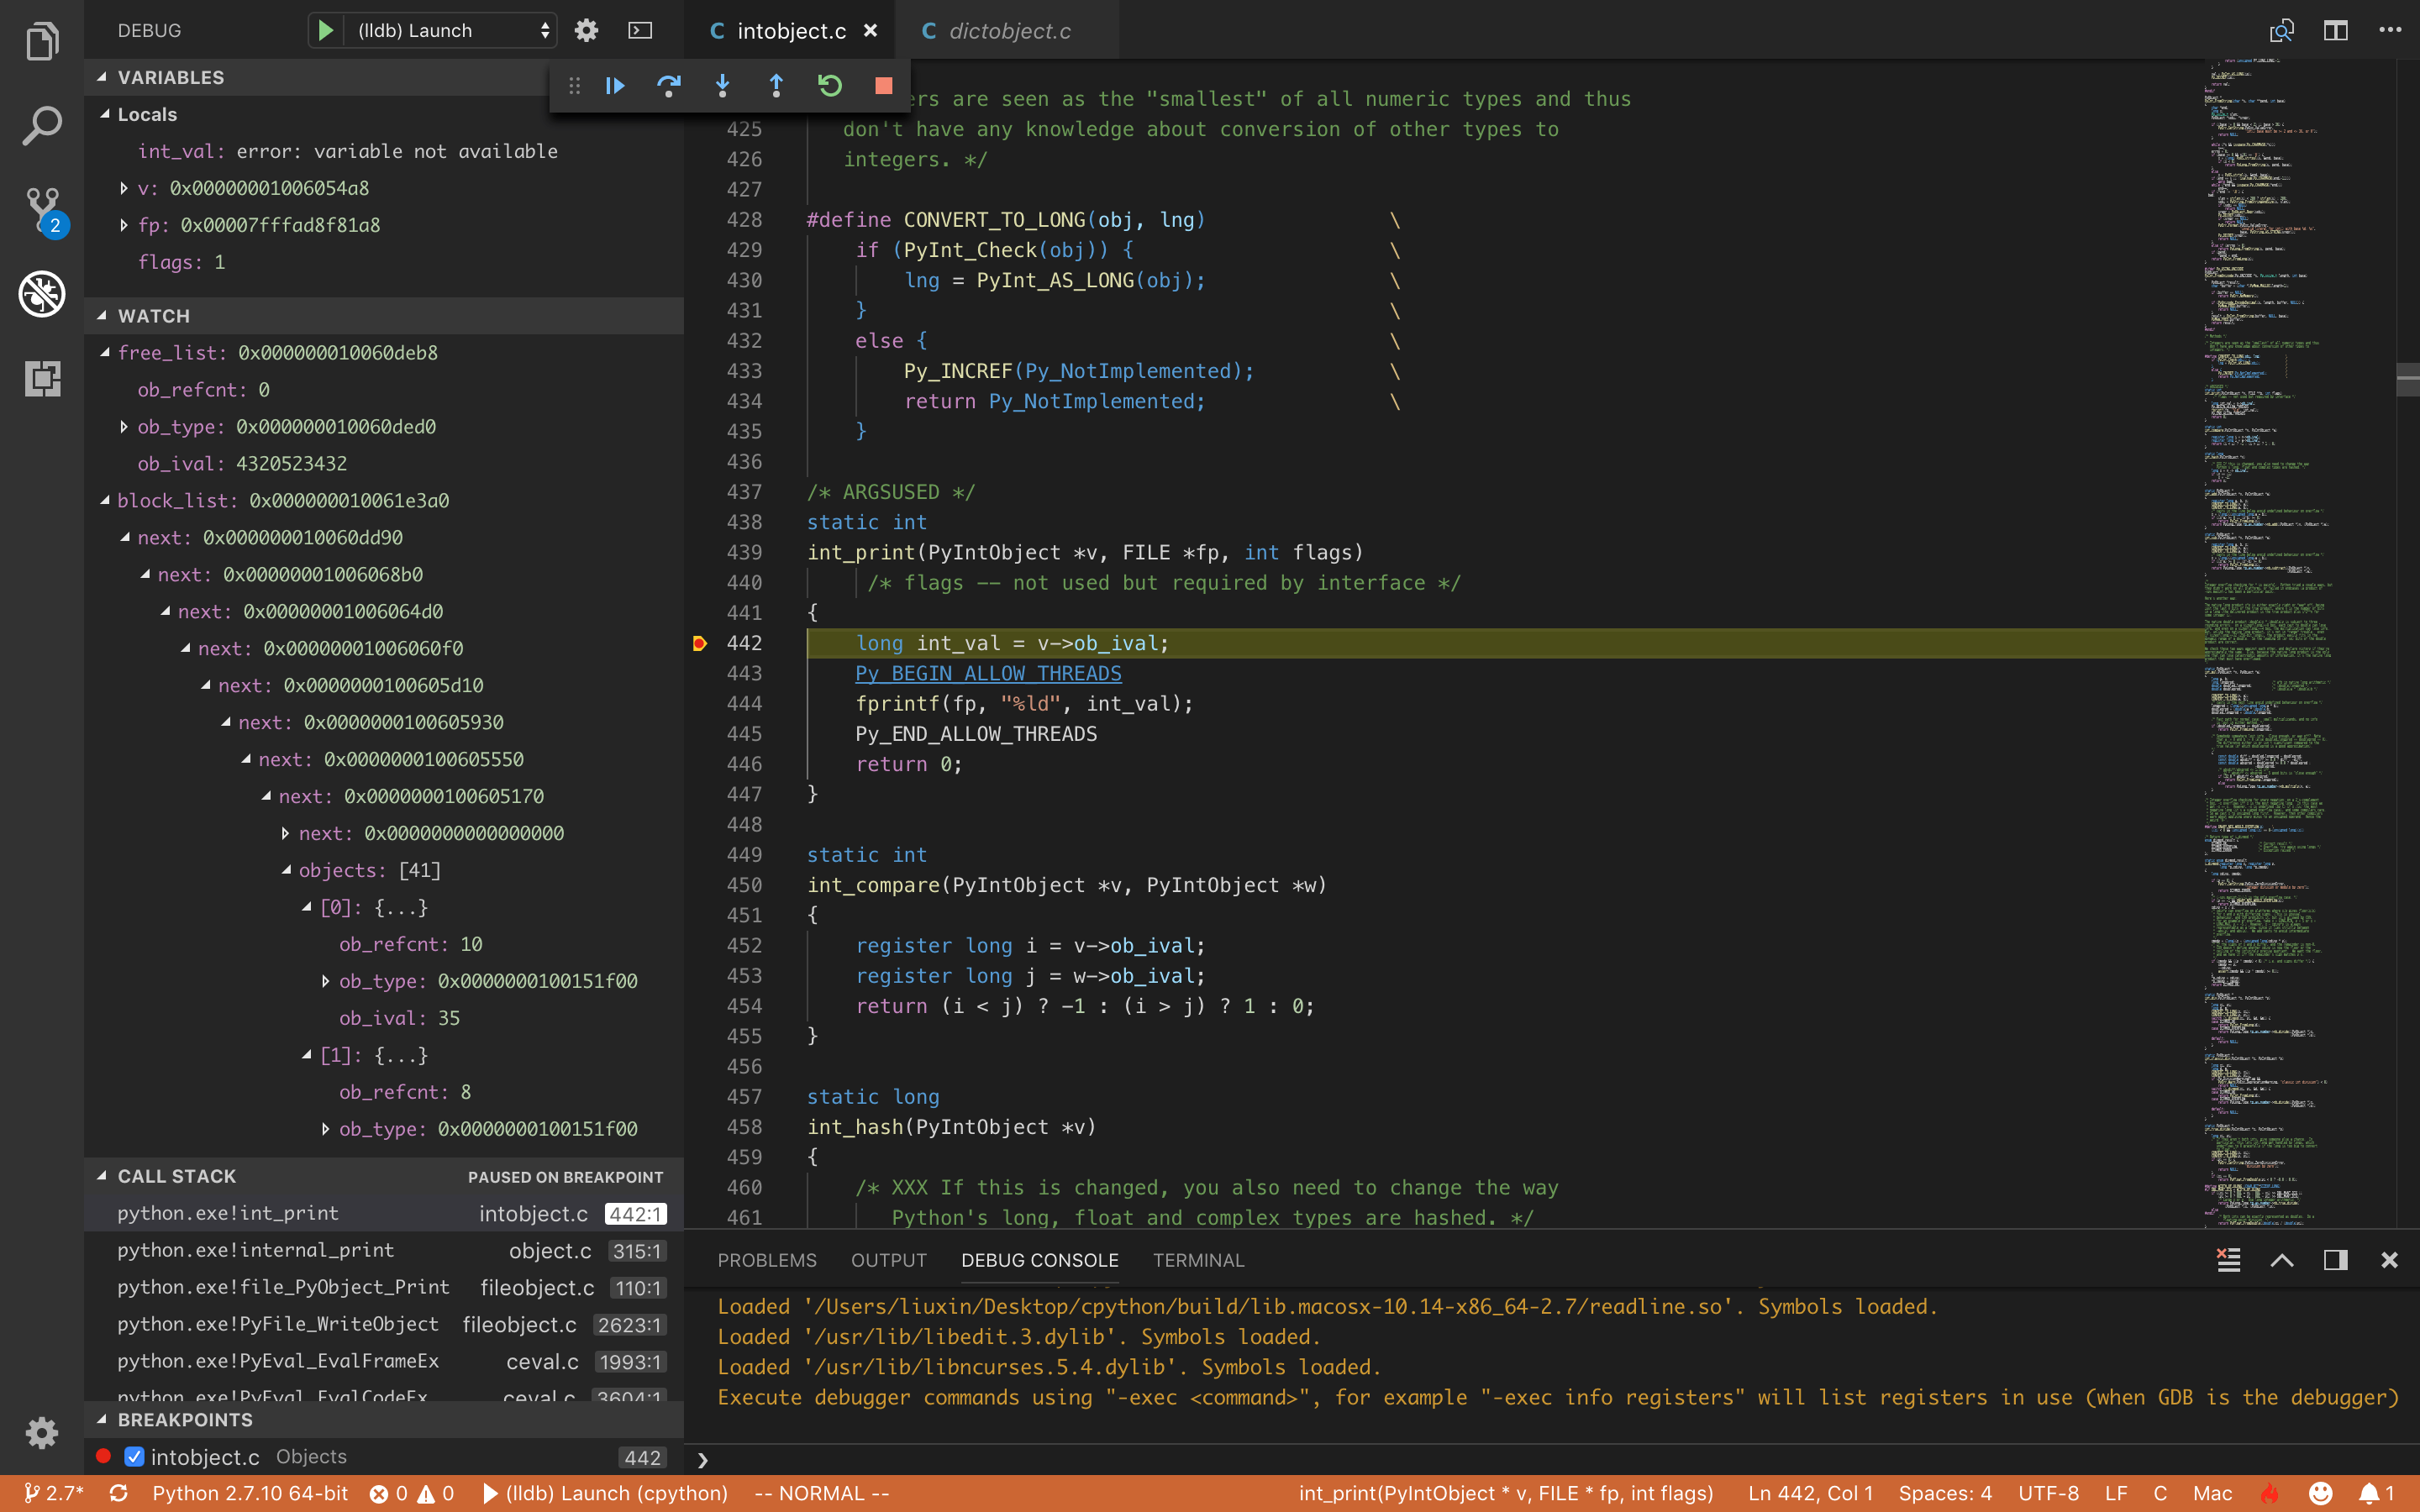 DEBUG
(lldb) Launch
VARIABLES
Locals
int_val: error: variable not available
v: 0x00000001006054a8
fp: 0x00007fffad8f81a8
flags: 1
WATCH
free_list: 0x000000010060deb8
ob_refcnt: 0
ob_type: 0x000000010060ded0
ob_ival: 4320523432
block_list: 0x000000010061e3a0
next: 0x000000010060dd90
next: 0x00000001006068b0
next: 0x00000001006064d0
next: 0x00000001006060f0
next: 0x0000000100605d10
next: 0x0000000100605930
next: 0x0000000100605550
next: 0x0000000100605170
next: 0x0000000000000000
objects: [41]
[0]: {...}
ob_refcnt: 10
ob_type: 0x0000000100151f00
ob_ival: 35
[1]: {...}
ob_refcnt: 8
ob_type: 0x0000000100151f00
CALL STACK PAUSED ON BREAKPOINT
python.exe!int_print intobject.c 442:1
python.exe!internal_print object.c 315:1
python.exe!file_PyObject_Print fileobject.c 110:1
python.exe!PyFile_WriteObject fileobject.c 2623:1
python.exe!PyEval_EvalFrameEx ceval.c 1993:1
python.exe!PyEval_EvalCodeEx ceval.c 3604:1
BREAKPOINTS
intobject.c Objects 442
2
C intobject.c C dictobject.c
ers are seen as the "smallest" of all numeric types and thus
425 don't have any knowledge about conversion of other types to
426 integers. */
427
428 #define CONVERT_TO_LONG(obj, lng) \
429 if (PyInt_Check(obj)) { \
430 lng = PyInt_AS_LONG(obj); \
431 } \
432 else { \
433 Py_INCREF(Py_NotImplemented); \
434 return Py_NotImplemented; \
435 }
436
437 /* ARGSUSED */
438 static int
439 int_print(PyIntObject *v, FILE *fp, int flags)
440 /* flags -- not used but required by interface */
441 {
442 long int_val = v->ob_ival;
443 Py_BEGIN_ALLOW_THREADS
444 fprintf(fp, "%ld", int_val);
445 Py_END_ALLOW_THREADS
446 return 0;
447 }
448
449 static int
450 int_compare(PyIntObject *v, PyIntObject *w)
451 {
452 register long i = v->ob_ival;
453 register long j = w->ob_ival;
454 return (i < j) ? -1 : (i > j) ? 1 : 0;
455 }
456
457 static long
458 int_hash(PyIntObject *v)
459 {
460 /* XXX If this is changed, you also need to change the way
461 Python's long, float and complex types are hashed. */
PROBLEMS OUTPUT DEBUG CONSOLE TERMINAL
Loaded '/Users/liuxin/Desktop/cpython/build/lib.macosx-10.14-x86_64-2.7/readline.so'. Symbols loaded.
Loaded '/usr/lib/libedit.3.dylib'. Symbols loaded.
Loaded '/usr/lib/libncurses.5.4.dylib'. Symbols loaded.
Execute debugger commands using "-exec <command>", for example "-exec info registers" will list registers in use (when GDB is the debugger)
2.7* Python 2.7.10 64-bit 0 0 (lldb) Launch (cpython) -- NORMAL -- int_print(PyIntObject * v, FILE * fp, int flags) Ln 442, Col 1 Spaces: 4 UTF-8 LF C Mac 1